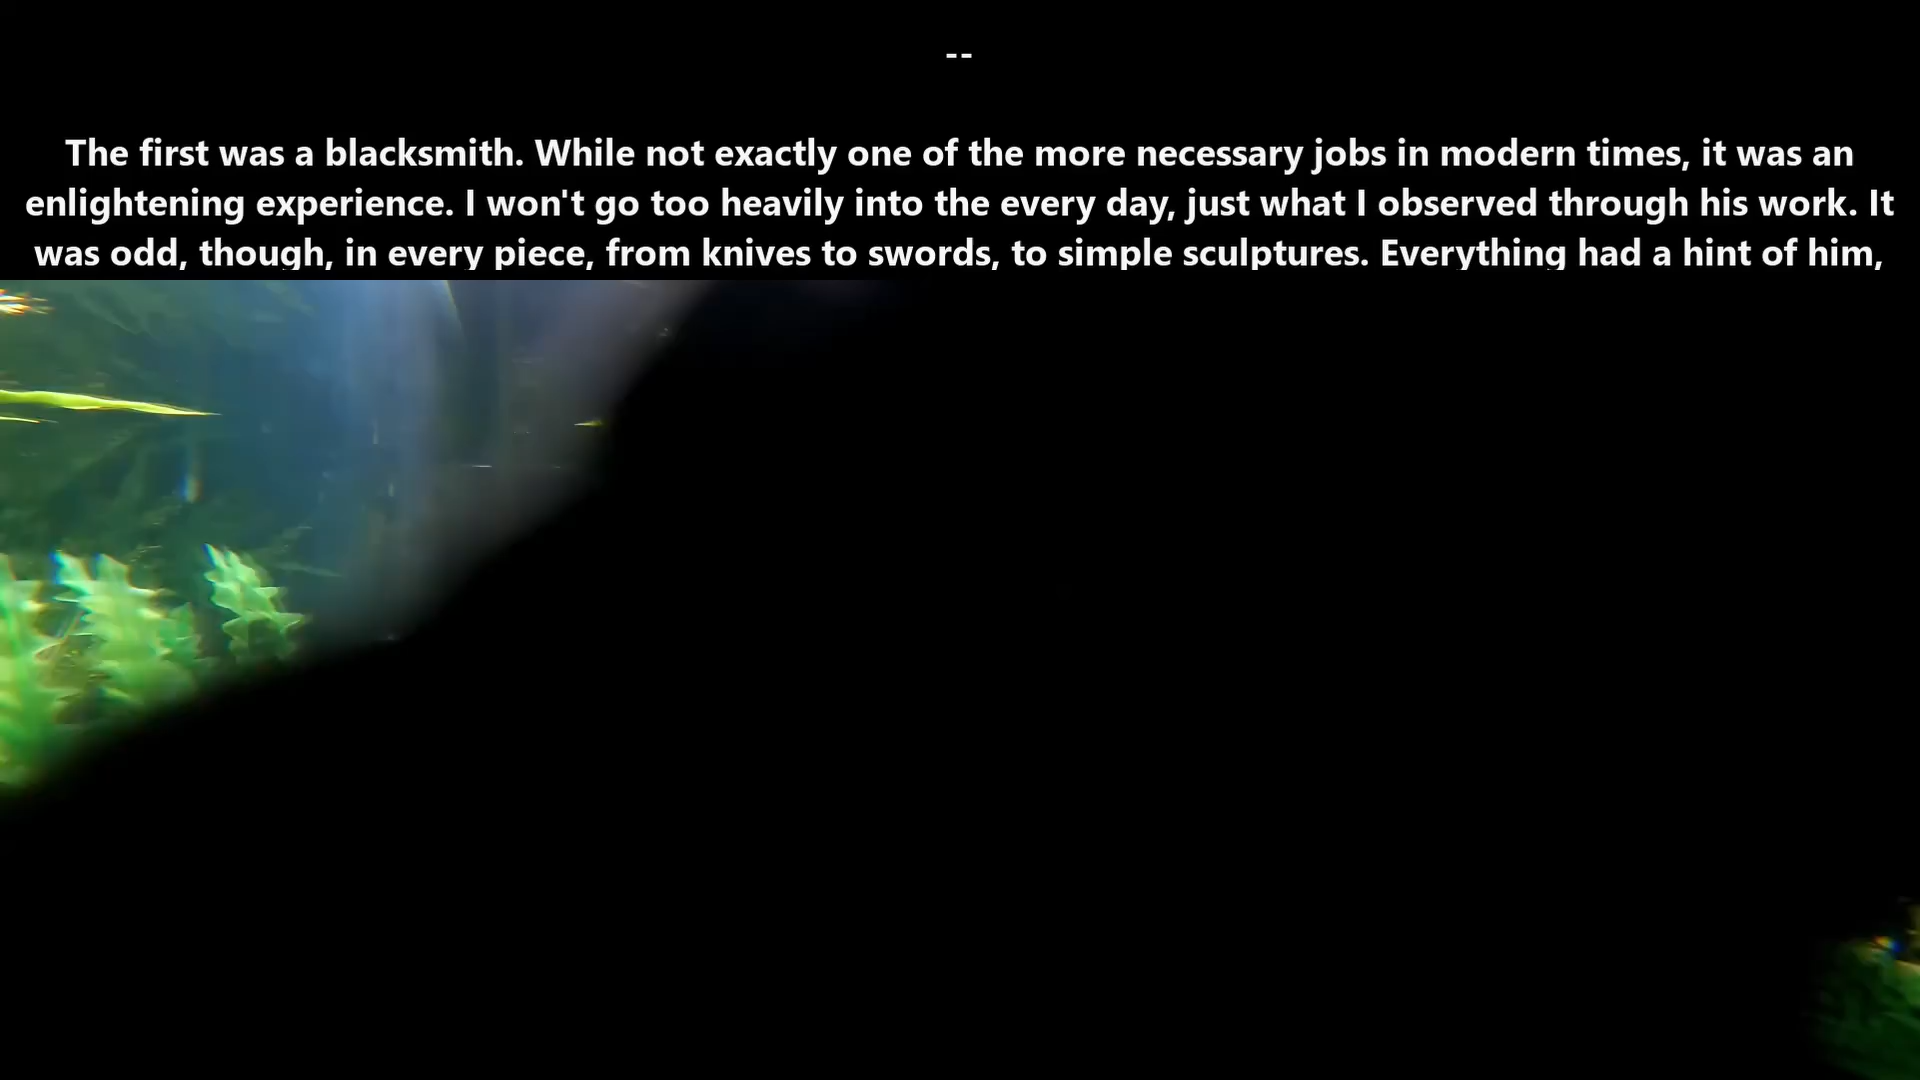 --
The first was a blacksmith. While not exactly one of the more necessary jobs in modern times, it was an
enlightening experience. I won't go too heavily into the every day, just what I observed through his work. It
was odd, though, in every piece, from knives to swords, to simple sculptures. Everything had a hint of him,